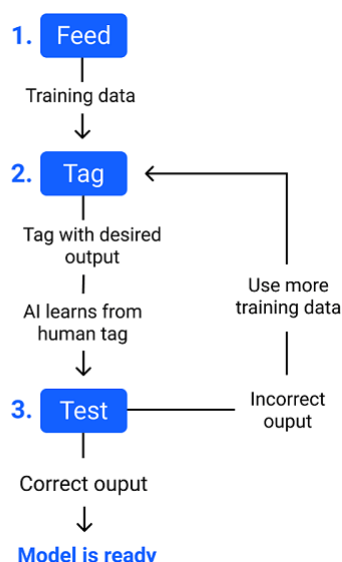 1. Feed
Training data
2. Tag
Tag with desired
output
AI learns from
human tag
Use more
training data
3. Test
Incorrect
ouput
Correct ouput
Model is ready